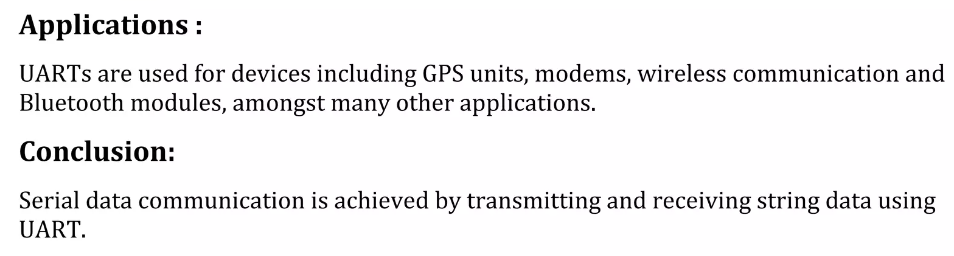 Applications :
UARTs are used for devices including GPS units, modems, wireless communication and
Bluetooth modules, amongst many other applications.
Conclusion:
Serial data communication is achieved by transmitting and receiving string data using
UART.